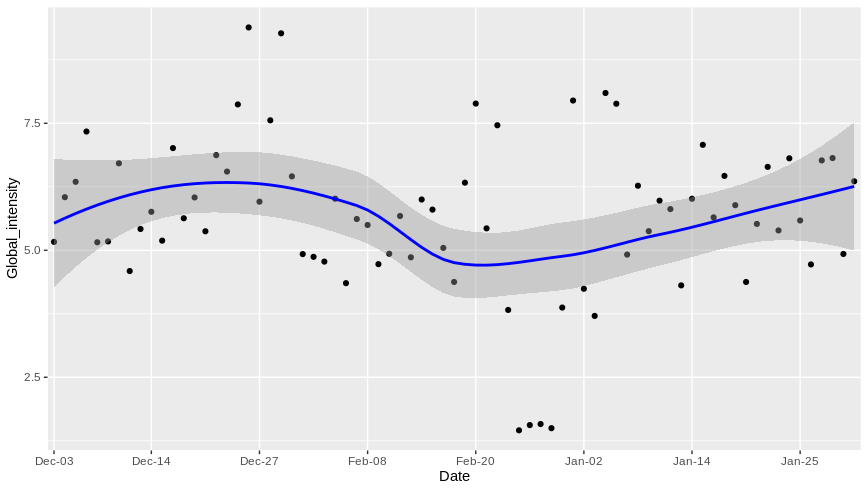 Global_intensity
7.5
5.0
2.5
Dec-03 Dec-14 Dec-27 Feb-08 Feb-20 Jan-02 Jan-14 Jan-25
Date